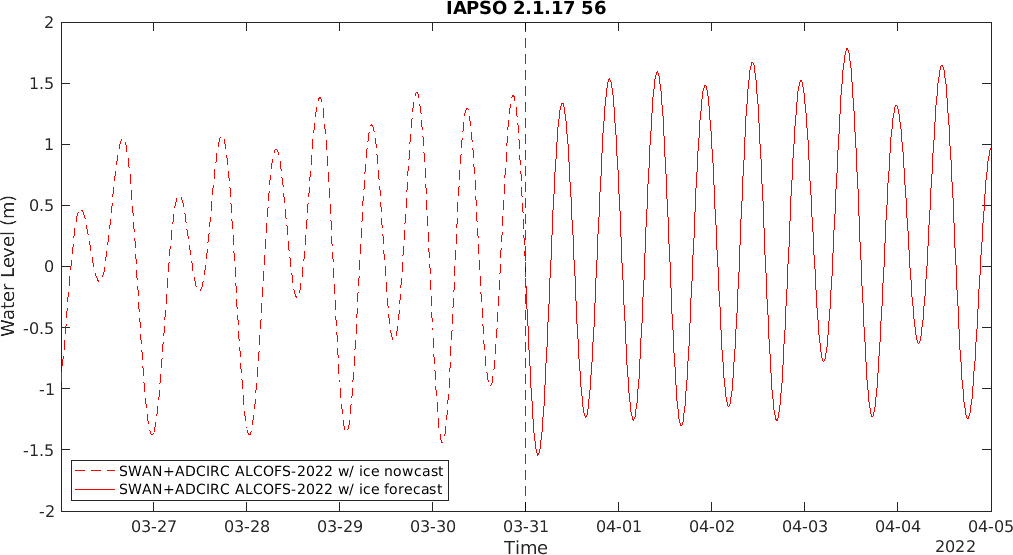 IAPSO 2.1.17 56
2
1.5
1
0.5
0
-0.5
-1
-1.5
-2
Water Level (m)
SWAN+ADCIRC ALCOFS-2022 w/ ice nowcast
SWAN+ADCIRC ALCOFS-2022 w/ ice forecast
03-27 03-28 03-29 03-30 03-31 04-01 04-02 04-03 04-04 04-05
Time
2022